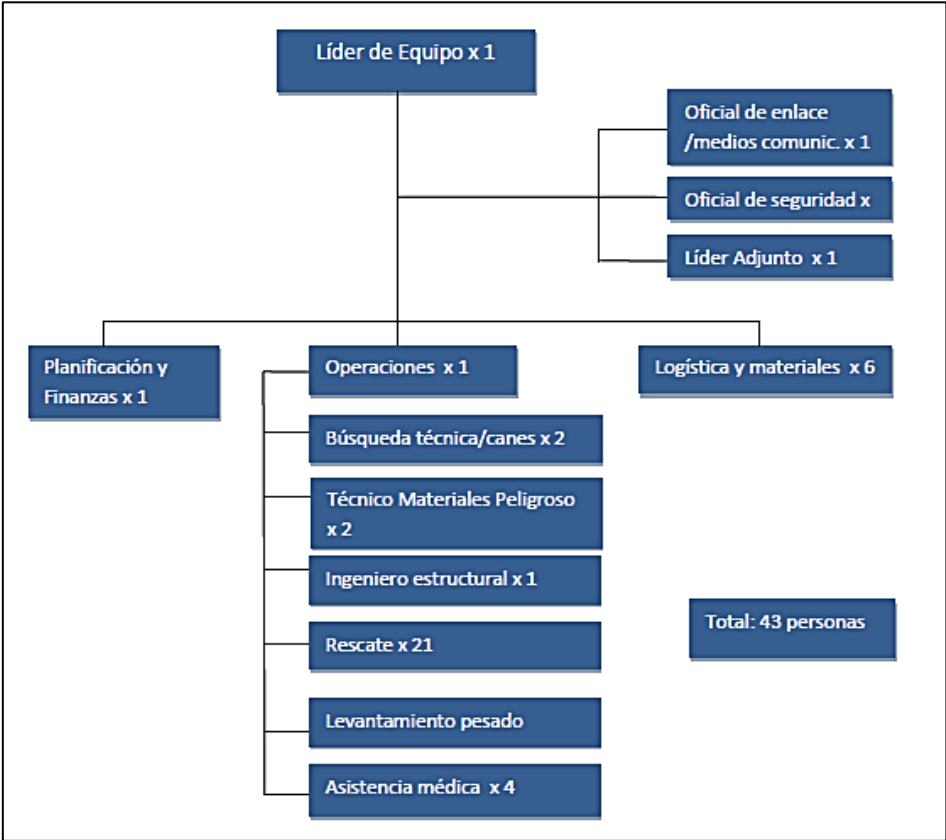 Líder de Equipo x 1
Oficial de enlace
/medios comunic. x 1
Oficial de seguridad x
Líder Adjunto x 1
Planificación y
Finanzas x 1
Operaciones x 1
Logística y materiales x 6
Búsqueda técnica/canes x 2
Técnico Materiales Peligroso
x 2
Ingeniero estructural x 1
Rescate x 21
Levantamiento pesado
Asistencia médica x 4
Total: 43 personas